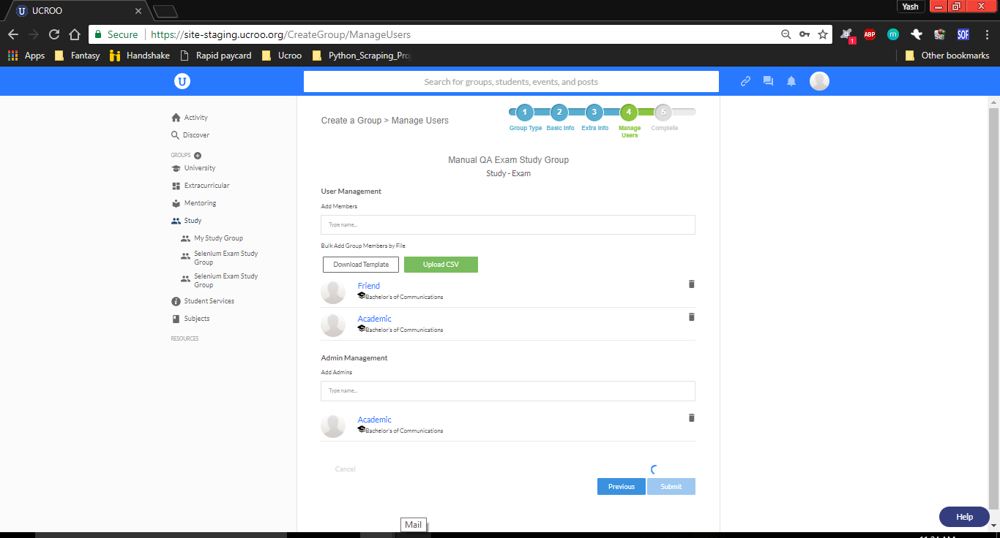 UCROO
Yash
Secure
https://site-staging.ucroo.org/CreateGroup/ManageUsers
1
ABP
m
Se
SOF
Apps
Fantasy
Handshake
Rapid paycard
Ucroo
Python_Scraping_Pro
Other bookmarks
U
Search for groups, students, events, and posts
Activity
Discover
GROUPS
University
Extracurricular
Mentoring
Study
My Study Group
Selenium Exam Study
Group
Selenium Exam Study
Group
Student Services
Subjects
RESOURCES
Create a Group > Manage Users
1 2 3 4 5
Group Type Basic Info Extra Info Manage Complete
Users
Manual QA Exam Study Group
Study - Exam
User Management
Add Members
Type name...
Bulk Add Group Members by File
Download Template
Upload CSV
Friend
Bachelor's of Communications
Academic
Bachelor's of Communications
Admin Management
Add Admins
Type name...
Academic
Bachelor's of Communications
Cancel
Previous
Submit
Mail
Help